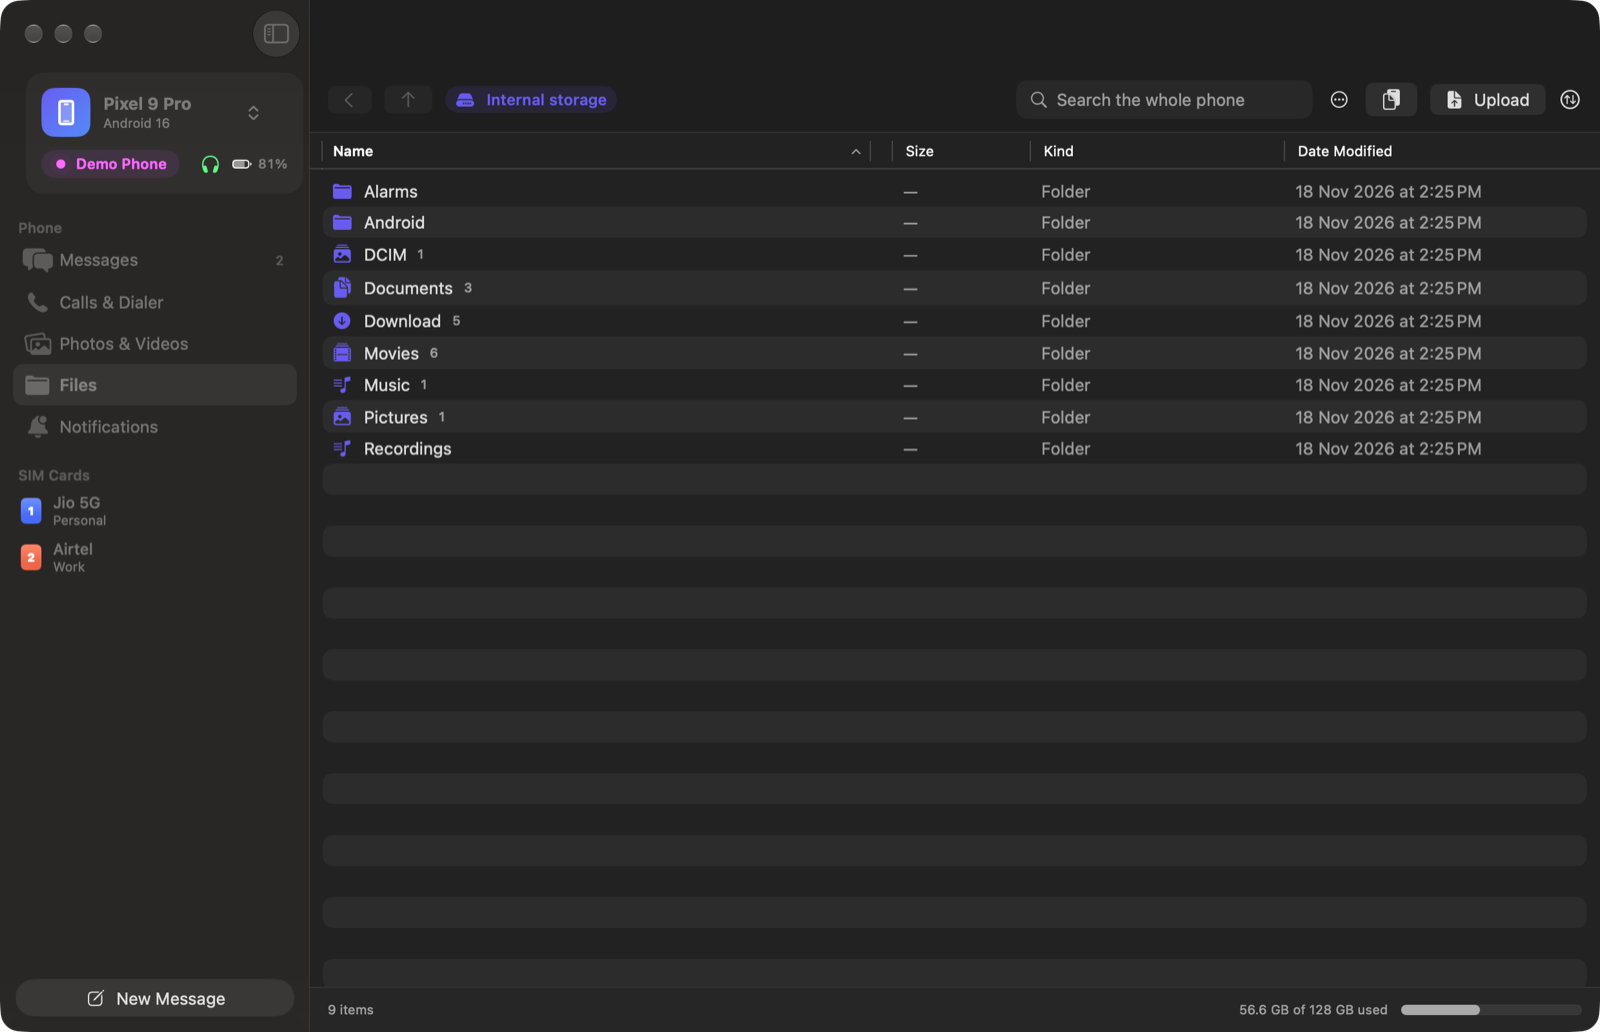 Pixel 9 Pro
Android 16
Demo Phone
81%
Phone
Messages 2
Calls & Dialer
Photos & Videos
Files
Notifications
SIM Cards
1 Jio 5G
Personal
2 Airtel
Work
New Message
Internal storage
Search the whole phone
Upload
Name Size Kind Date Modified
Alarms — Folder 18 Nov 2026 at 2:25 PM
Android — Folder 18 Nov 2026 at 2:25 PM
DCIM 1 — Folder 18 Nov 2026 at 2:25 PM
Documents 3 — Folder 18 Nov 2026 at 2:25 PM
Download 5 — Folder 18 Nov 2026 at 2:25 PM
Movies 6 — Folder 18 Nov 2026 at 2:25 PM
Music 1 — Folder 18 Nov 2026 at 2:25 PM
Pictures 1 — Folder 18 Nov 2026 at 2:25 PM
Recordings — Folder 18 Nov 2026 at 2:25 PM
9 items
56.6 GB of 128 GB used